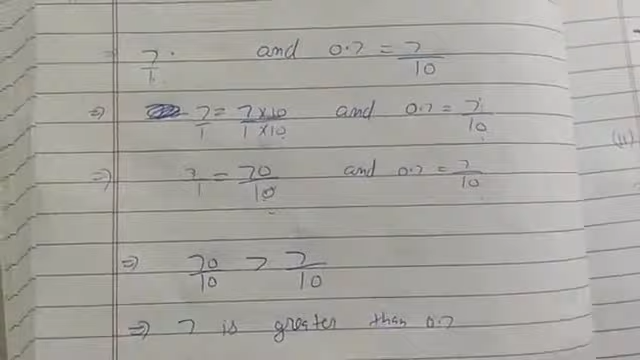 ⇒ 7/1 . and 0.7 = 7/10
⇒ 7/1 = 7×10/1×10 and 0.7 = 7/10
⇒ 7/1 = 70/10 and 0.7 = 7/10
(ii)
⇒ 70/10 > 7/10
⇒ 7 is greater than 0.7